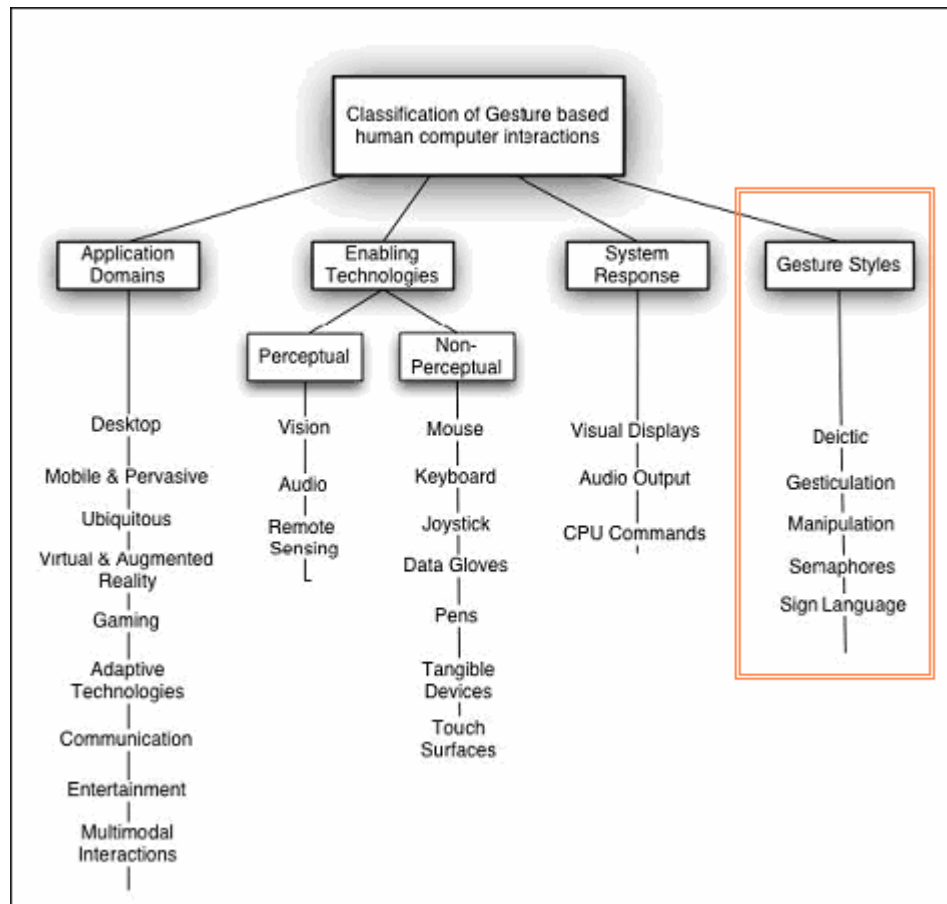 Classification of Gesture based
human computer interactions
Application
Domains
Enabling
Technologies
System
Response
Gesture Styles
Perceptual
Non-
Perceptual
Desktop
Mobile & Pervasive
Ubiquitous
Virtual & Augmented
Reality
Gaming
Adaptive
Technologies
Communication
Entertainment
Multimodal
Interactions
Vision
Audio
Remote
Sensing
Mouse
Keyboard
Joystick
Data Gloves
Pens
Tangible
Devices
Touch
Surfaces
Visual Displays
Audio Output
CPU Commands
Deictic
Gesticulation
Manipulation
Semaphores
Sign Language